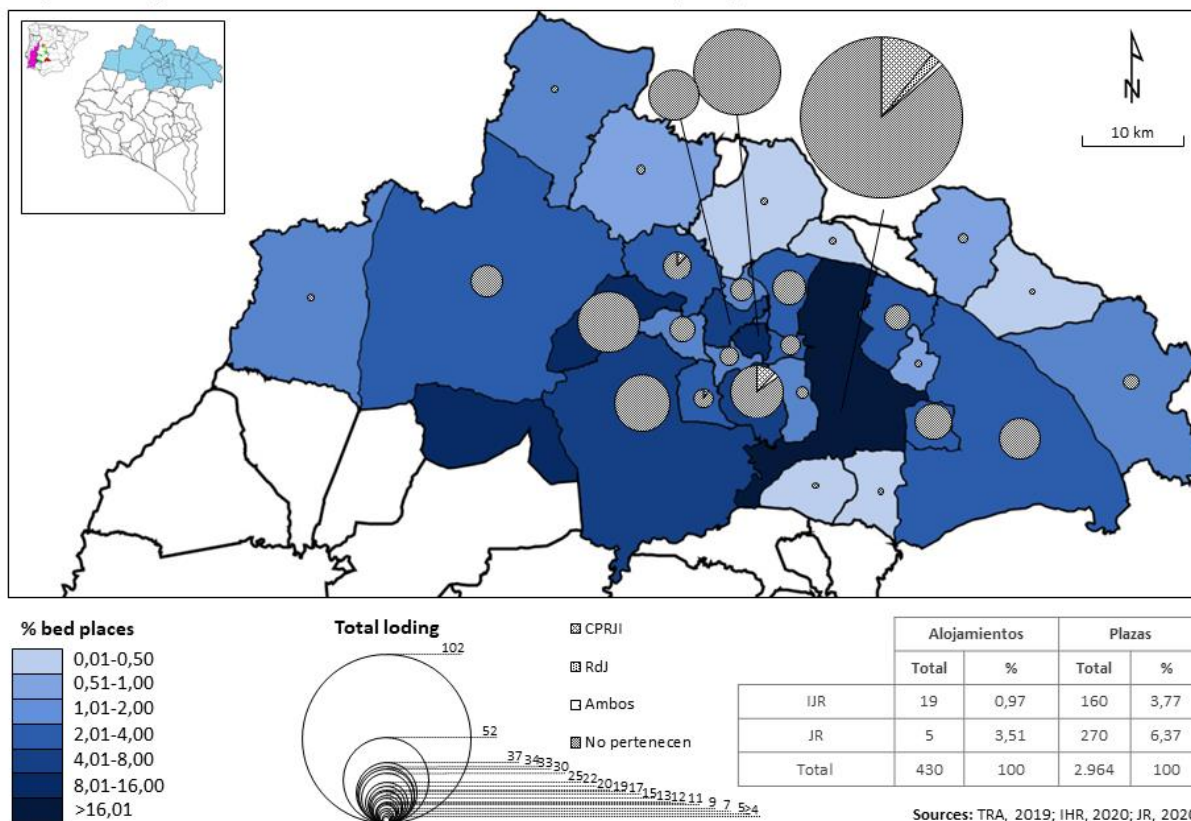 N
10 km
% bed places
0,01-0,50
0,51-1,00
1,01-2,00
2,01-4,00
4,01-8,00
8,01-16,00
>16,01
Total loding
102
52
37 34 33 30
25 22 20 19 17
15 13 12 11 9 7 5 ≥4
CPRJI
RdJ
Ambos
No pertenecen
Alojamientos Plazas
Total % Total %
IJR 19 0,97 160 3,77
JR 5 3,51 270 6,37
Total 430 100 2.964 100
Sources: TRA, 2019; IHR, 2020; JR, 2020